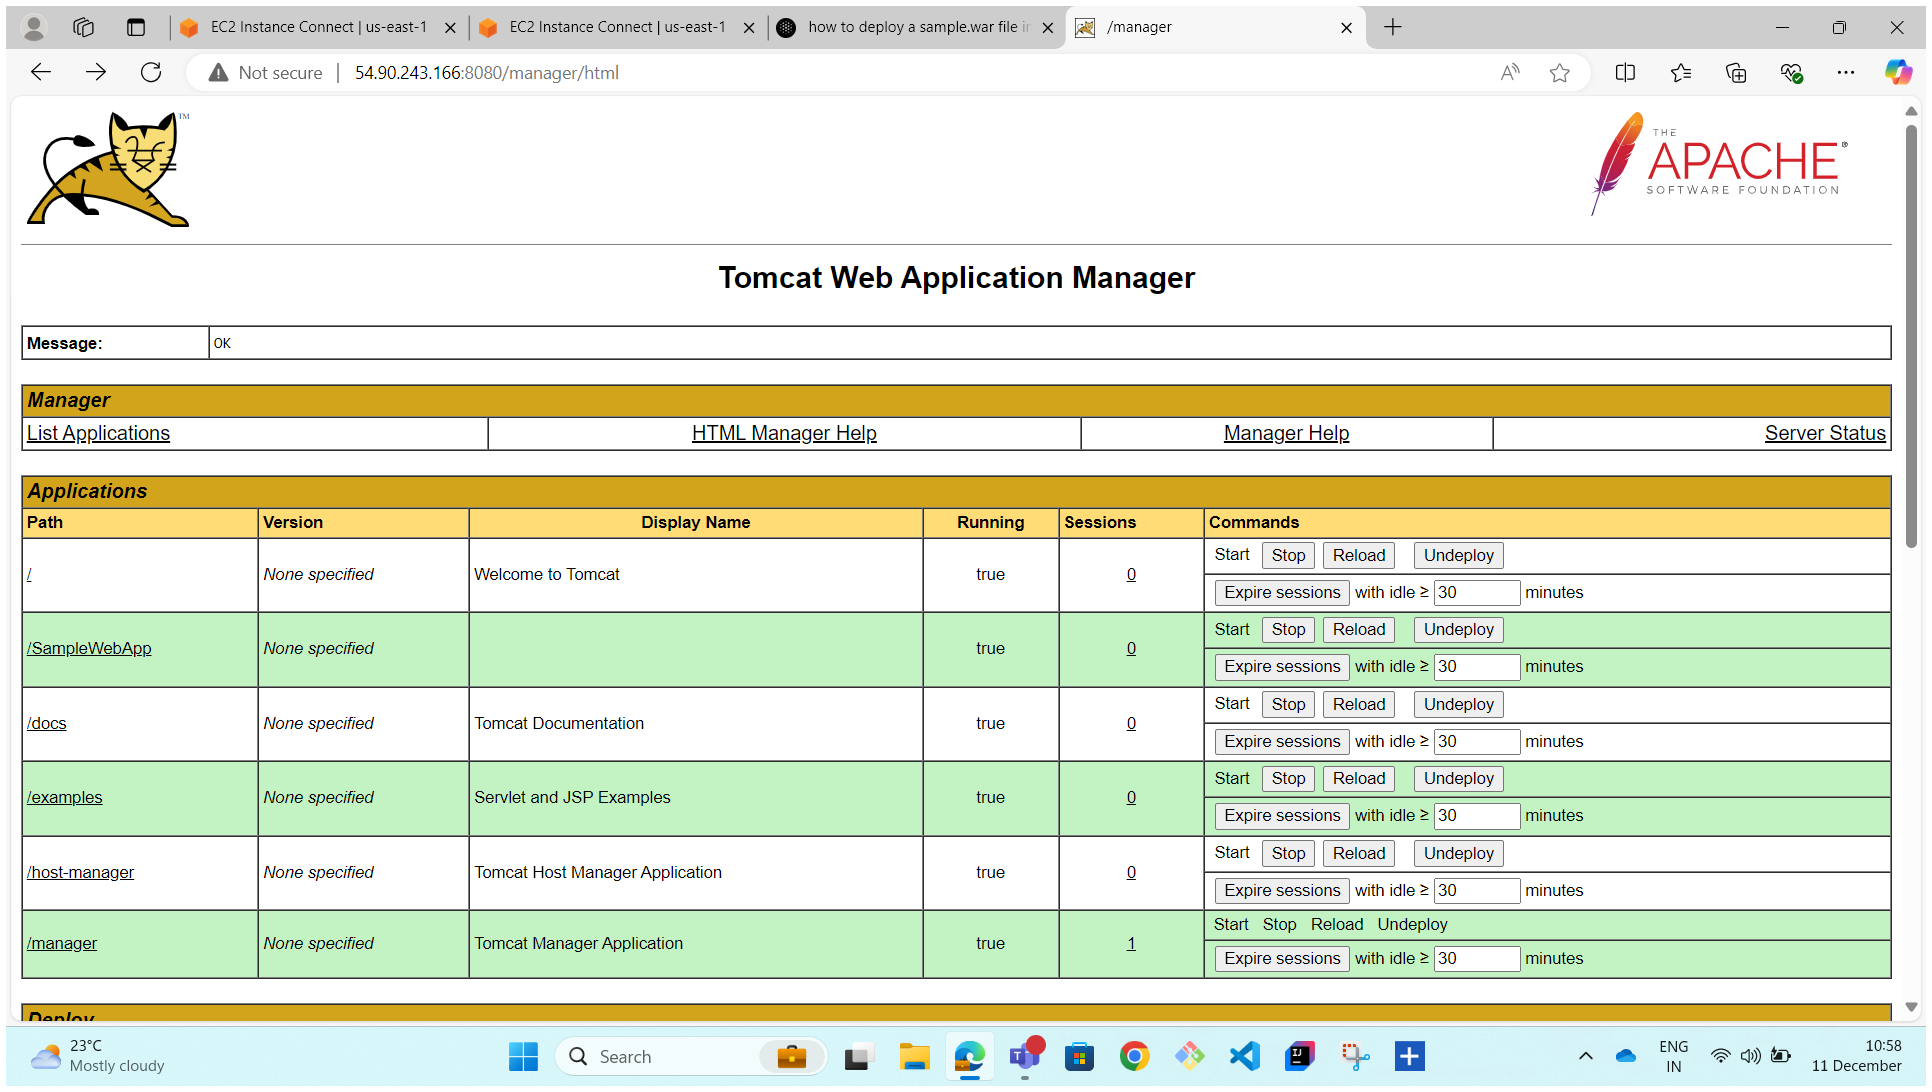 EC2 Instance Connect | us-east-1
EC2 Instance Connect | us-east-1
how to deploy a sample.war file in
/manager
Not secure
54.90.243.166:8080/manager/html
TM
THE
APACHE®
SOFTWARE FOUNDATION
Tomcat Web Application Manager
Message: OK
Manager
List Applications HTML Manager Help Manager Help Server Status
Applications
Path Version Display Name Running Sessions Commands
/ None specified Welcome to Tomcat true 0 Start Stop Reload Undeploy
Expire sessions with idle ≥ 30 minutes
/SampleWebApp None specified true 0 Start Stop Reload Undeploy
Expire sessions with idle ≥ 30 minutes
/docs None specified Tomcat Documentation true 0 Start Stop Reload Undeploy
Expire sessions with idle ≥ 30 minutes
/examples None specified Servlet and JSP Examples true 0 Start Stop Reload Undeploy
Expire sessions with idle ≥ 30 minutes
/host-manager None specified Tomcat Host Manager Application true 0 Start Stop Reload Undeploy
Expire sessions with idle ≥ 30 minutes
/manager None specified Tomcat Manager Application true 1 Start Stop Reload Undeploy
Expire sessions with idle ≥ 30 minutes
Deploy
23°C
Mostly cloudy
Search
ENG
IN
10:58
11 December